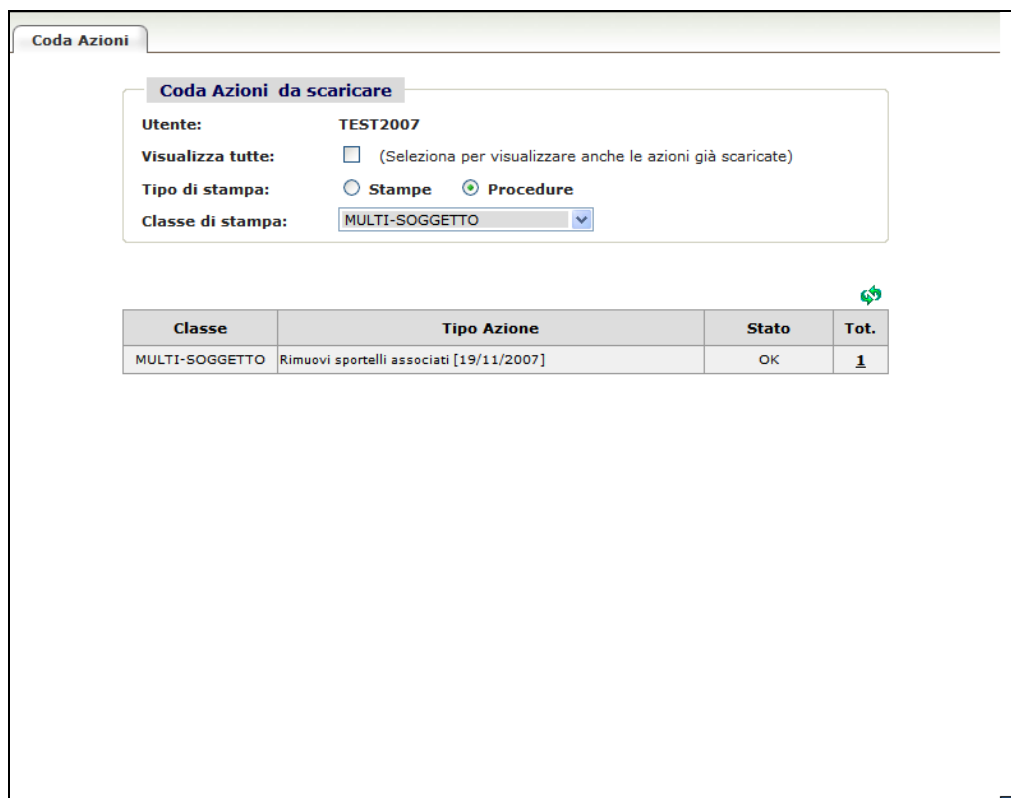 Coda Azioni
Coda Azioni da scaricare
Utente: TEST2007
Visualizza tutte: (Seleziona per visualizzare anche le azioni già scaricate)
Tipo di stampa: Stampe Procedure
Classe di stampa: MULTI-SOGGETTO
Classe Tipo Azione Stato Tot.
MULTI-SOGGETTO Rimuovi sportelli associati [19/11/2007] OK 1